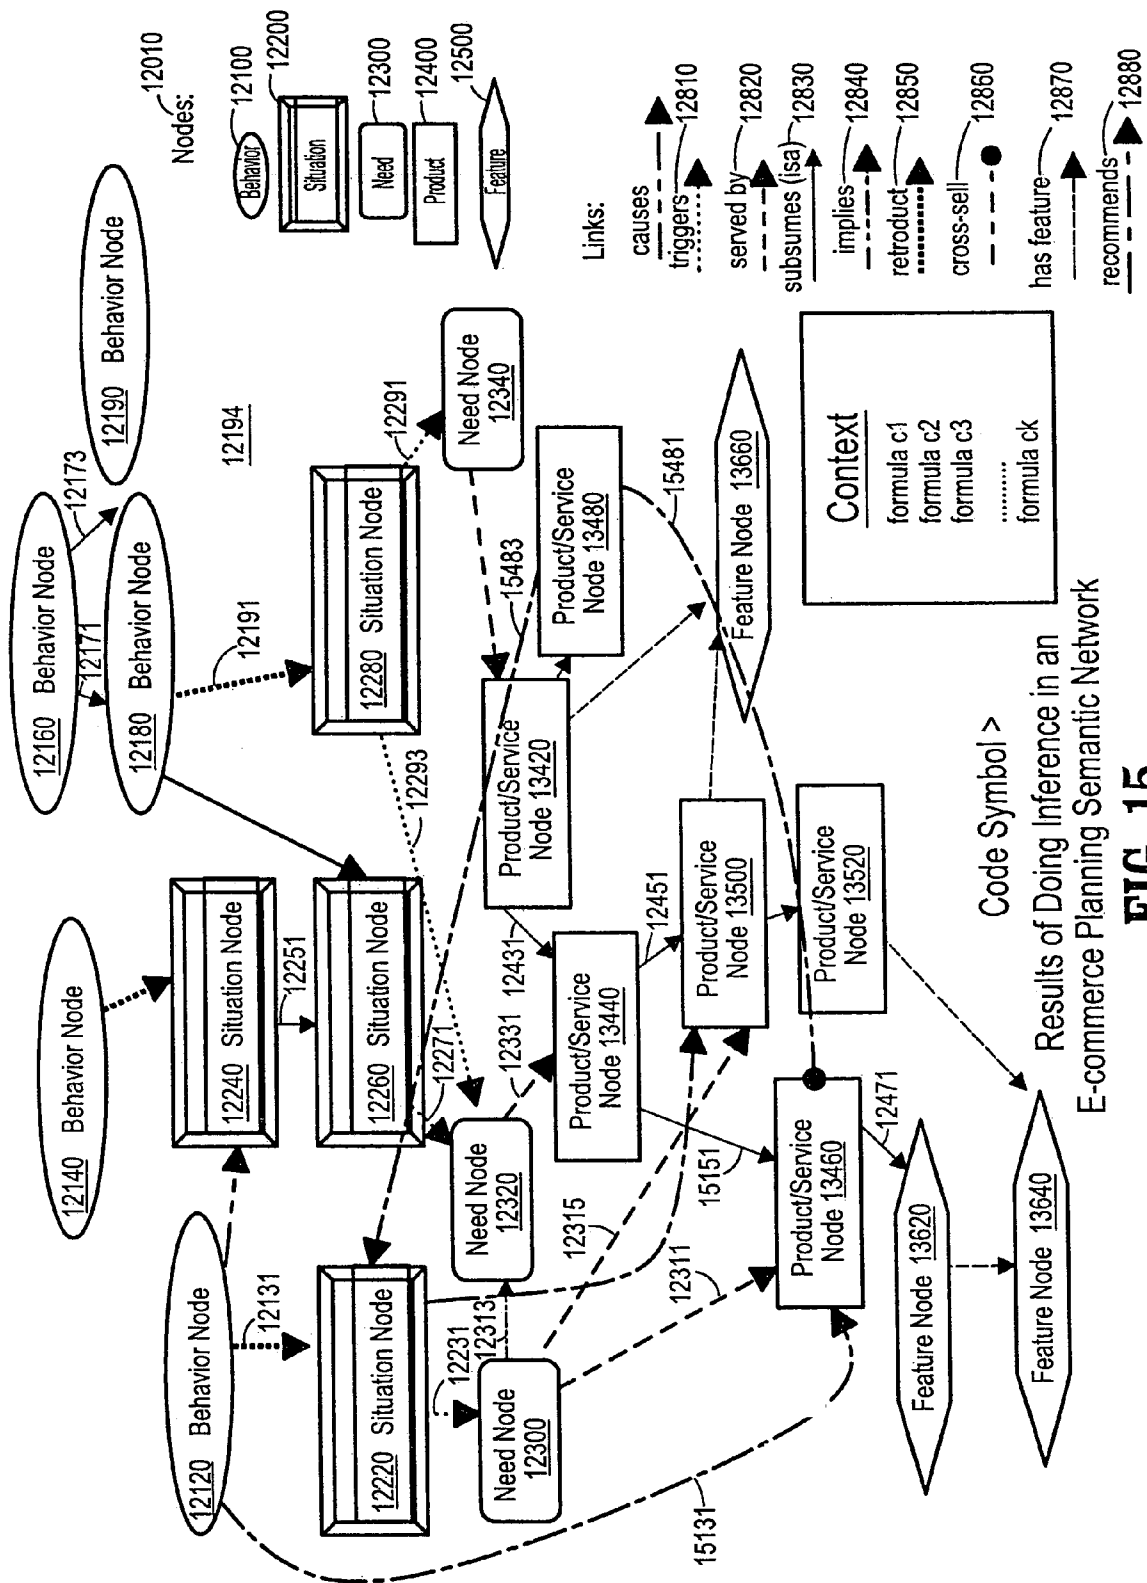 12010
Nodes:
12100
Behavior
12200
Situation
12300
Need
12400
Product
12500
Feature
Links:
causes
12810
triggers
served by
12820
subsumes (isa)
12830
implies
12840
retroduct
12850
cross-sell
12860
has feature
12870
recommends
12880
12120 Behavior Node
12140 Behavior Node
12160 Behavior Node
12171
12173
12180 Behavior Node
12190 Behavior Node
12194
12131
12191
12240 Situation Node
12251
12260 Situation Node
12220 Situation Node
12280 Situation Node
12291
12293
12271
12231
12313
Need Node
12300
Need Node
12320
Need Node
12340
12331
12431
15483
12315
12311
Product/Service
Node 13420
Product/Service
Node 13480
15481
Product/Service
Node 13440
12451
Product/Service
Node 13500
15151
Product/Service
Node 13460
Product/Service
Node 13520
12471
15131
Feature Node 13660
Feature Node 13620
Feature Node 13640
Context
formula c1
formula c2
formula c3
.........
formula ck
Code Symbol >
Results of Doing Inference in an
E-commerce Planning Semantic Network
FIG. 15